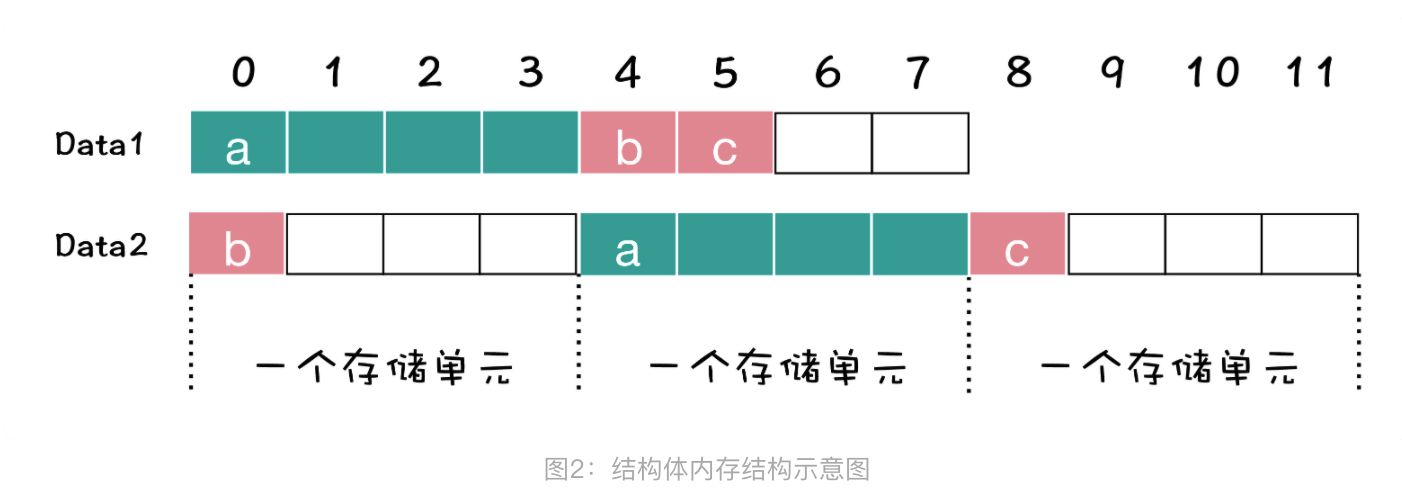 0 1 2 3 4 5 6 7 8 9 10 11
Data1 a b c
Data2 b a c
一个存储单元 一个存储单元 一个存储单元
图2：结构体内存结构示意图